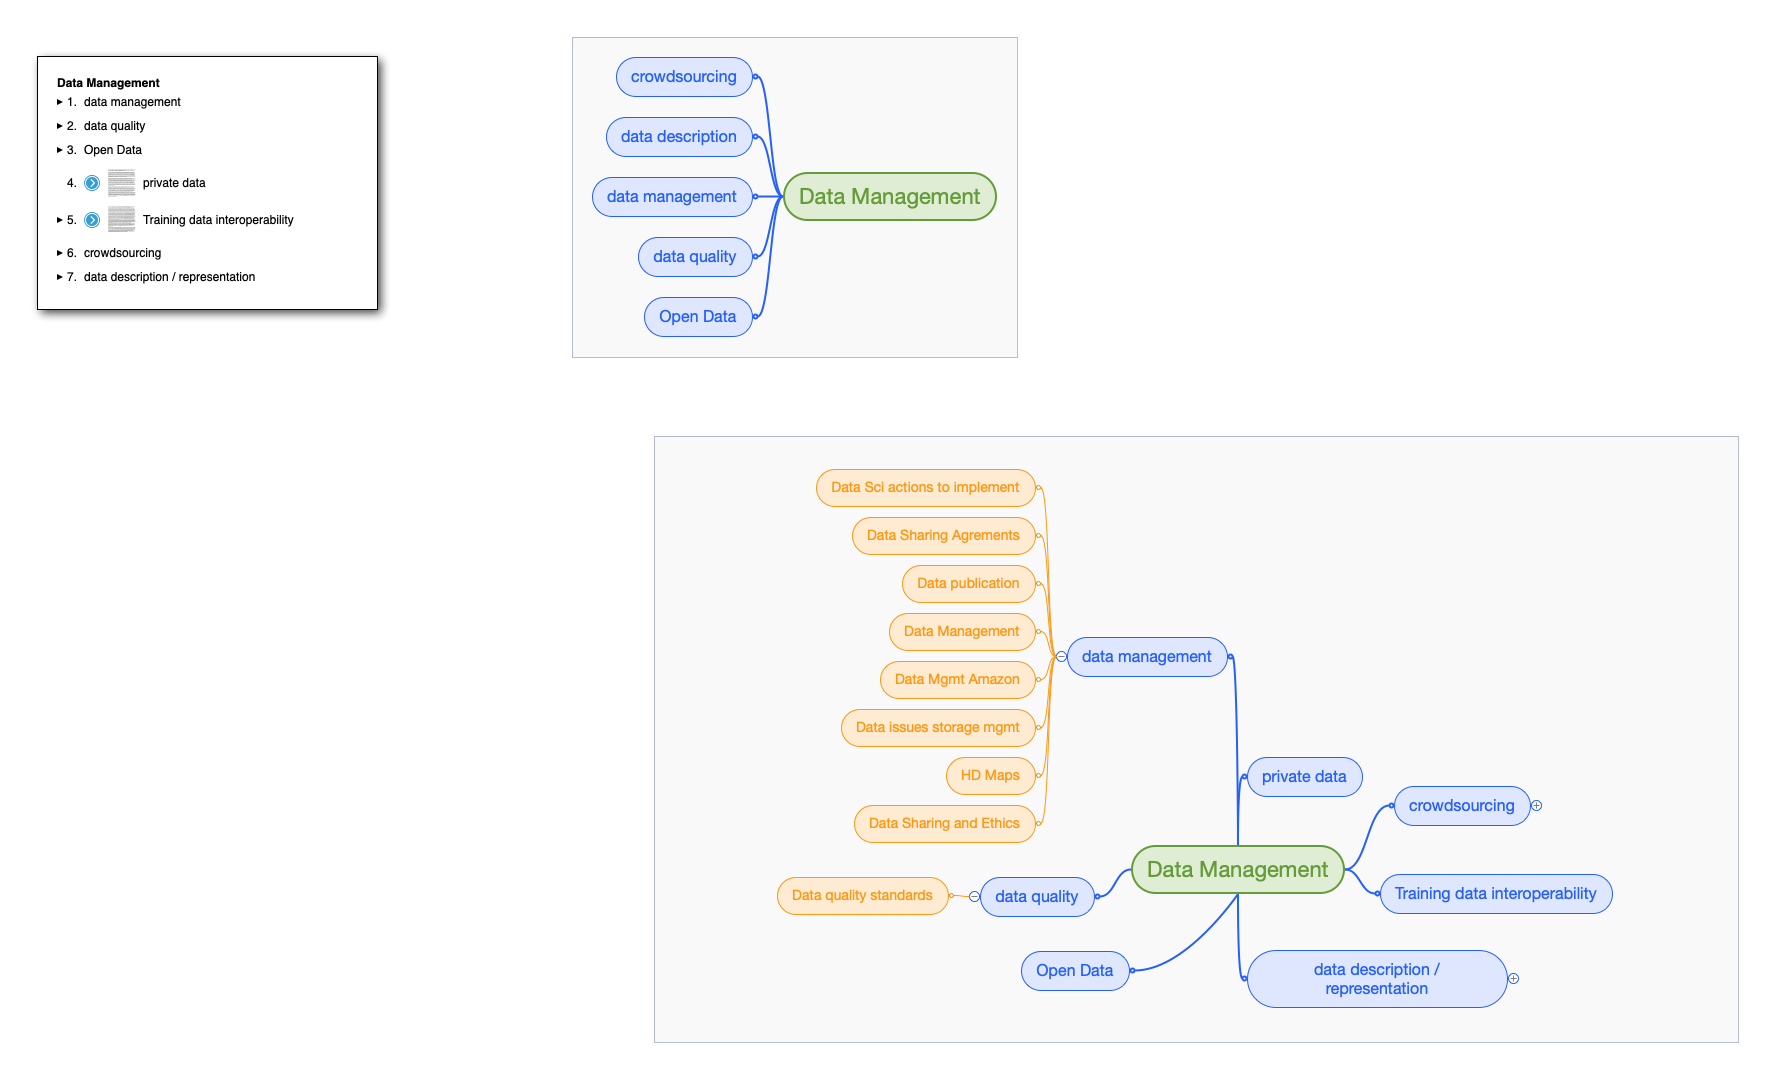 Data Management
1. data management
2. data quality
3. Open Data
4. private data
5. Training data interoperability
6. crowdsourcing
7. data description / representation
crowdsourcing
data description
data management
data quality
Open Data
Data Management
Data Sci actions to implement
Data Sharing Agrements
Data publication
Data Management
Data Mgmt Amazon
Data issues storage mgmt
HD Maps
Data Sharing and Ethics
data management
Data quality standards
data quality
Open Data
Data Management
private data
crowdsourcing
Training data interoperability
data description /
representation